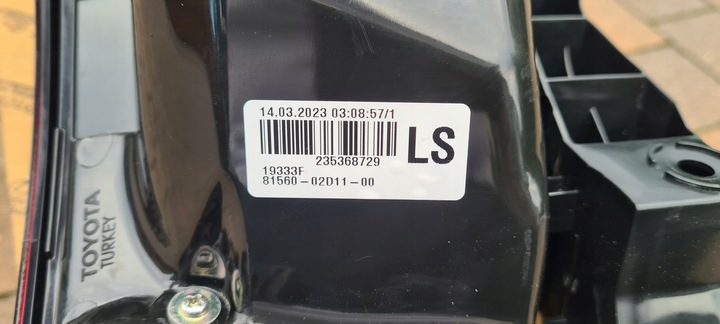 14.03.2023 03:08:57/1
235368729
LS
19333F
81560-02D11-00
TOYOTA
TURKEY